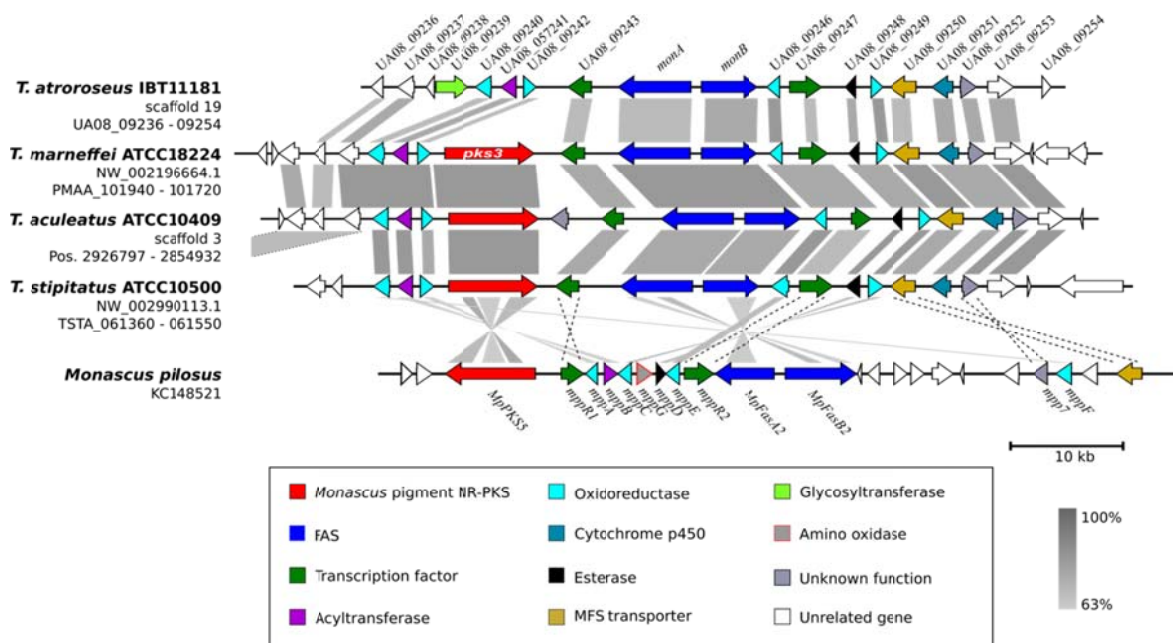 UA08_09236
UA08_09237
UA08_09238
UA08_09239
UA08_09240
UA08_057241
UA08_09242
UA08_09243
monA
monB
UA08_09246
UA08_09247
UA08_09248
UA08_09249
UA08_09250
UA08_09251
UA08_09252
UA08_09253
UA08_09254
T. atroroseus IBT11181
scaffold 19
UA08_09236 - 09254
T. marneffei ATCC18224
pks3
NW_002196664.1
PMAA_101940 - 101720
T. aculeatus ATCC10409
scaffold 3
Pos. 2926797 - 2854932
T. stipitatus ATCC10500
NW_002990113.1
TSTA_061360 - 061550
Monascus pilosus
KC148521
MpPKS5
mppR1
mppA
mppB
mppC
mppG
mppD
mppE
mppR2
MpFasA2
MpFasB2
mpp7
mppF
10 kb
Monascus pigment NR-PKS
Oxidoreductase
Glycosyltransferase
FAS
Cytochrome p450
Amino oxidase
Transcription factor
Esterase
Unknown function
Acyltransferase
MFS transporter
Unrelated gene
100%
63%